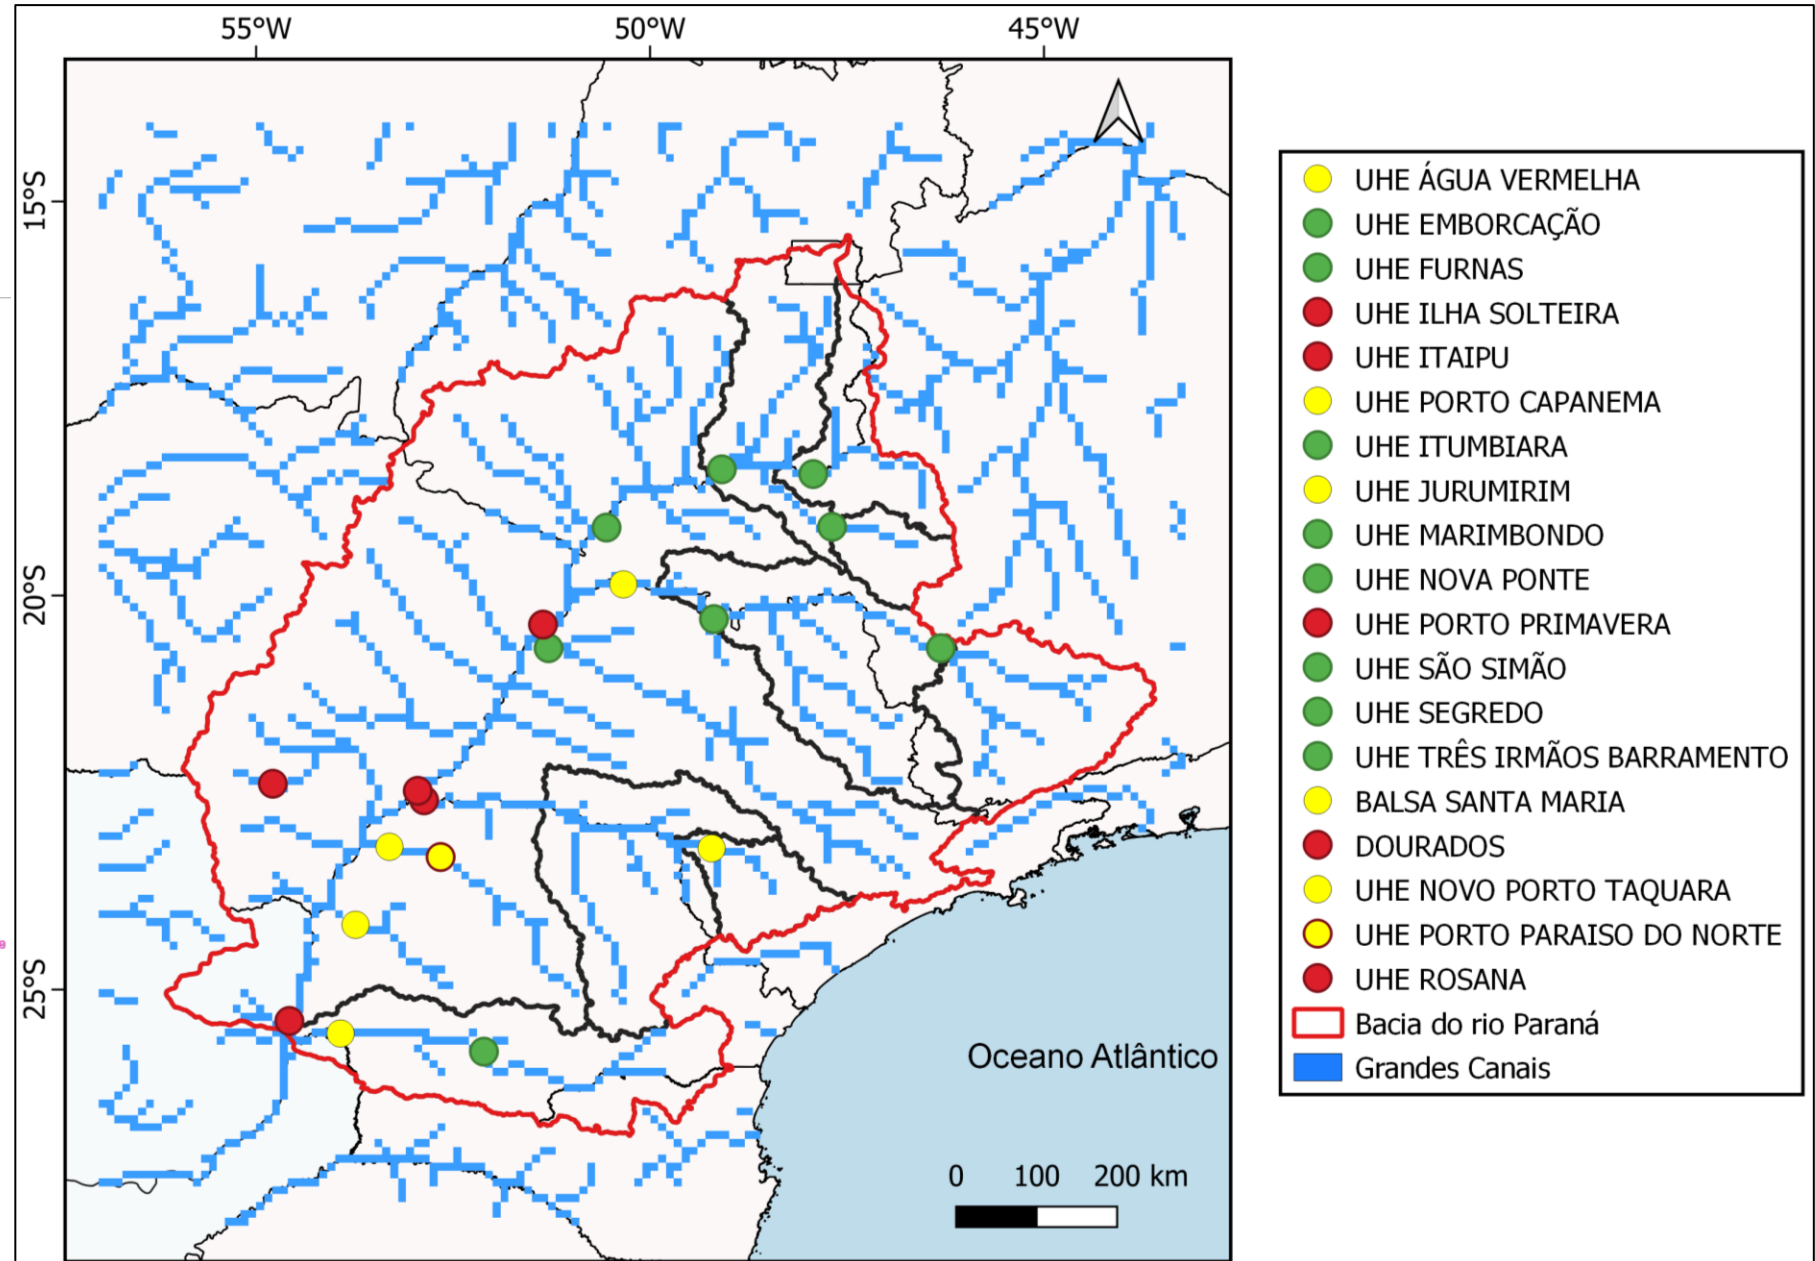 55°W 50°W 45°W
15°S
20°S
25°S
UHE ÁGUA VERMELHA
UHE EMBORCAÇÃO
UHE FURNAS
UHE ILHA SOLTEIRA
UHE ITAIPU
UHE PORTO CAPANEMA
UHE ITUMBIARA
UHE JURUMIRIM
UHE MARIMBONDO
UHE NOVA PONTE
UHE PORTO PRIMAVERA
UHE SÃO SIMÃO
UHE SEGREDO
UHE TRÊS IRMÃOS BARRAMENTO
BALSA SANTA MARIA
DOURADOS
UHE NOVO PORTO TAQUARA
UHE PORTO PARAISO DO NORTE
UHE ROSANA
Bacia do rio Paraná
Grandes Canais
Oceano Atlântico
0 100 200 km